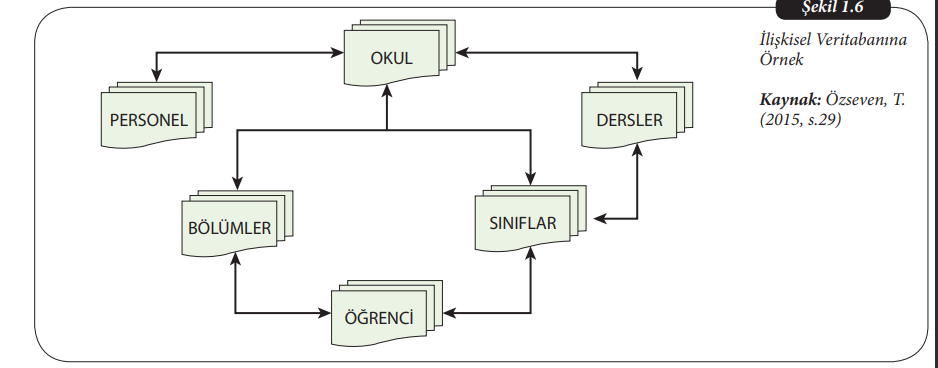 Şekil 1.6
İlişkisel Veritabanına
Örnek
Kaynak: Özseven, T.
(2015, s.29)
OKUL
PERSONEL
DERSLER
BÖLÜMLER
SINIFLAR
ÖĞRENCİ